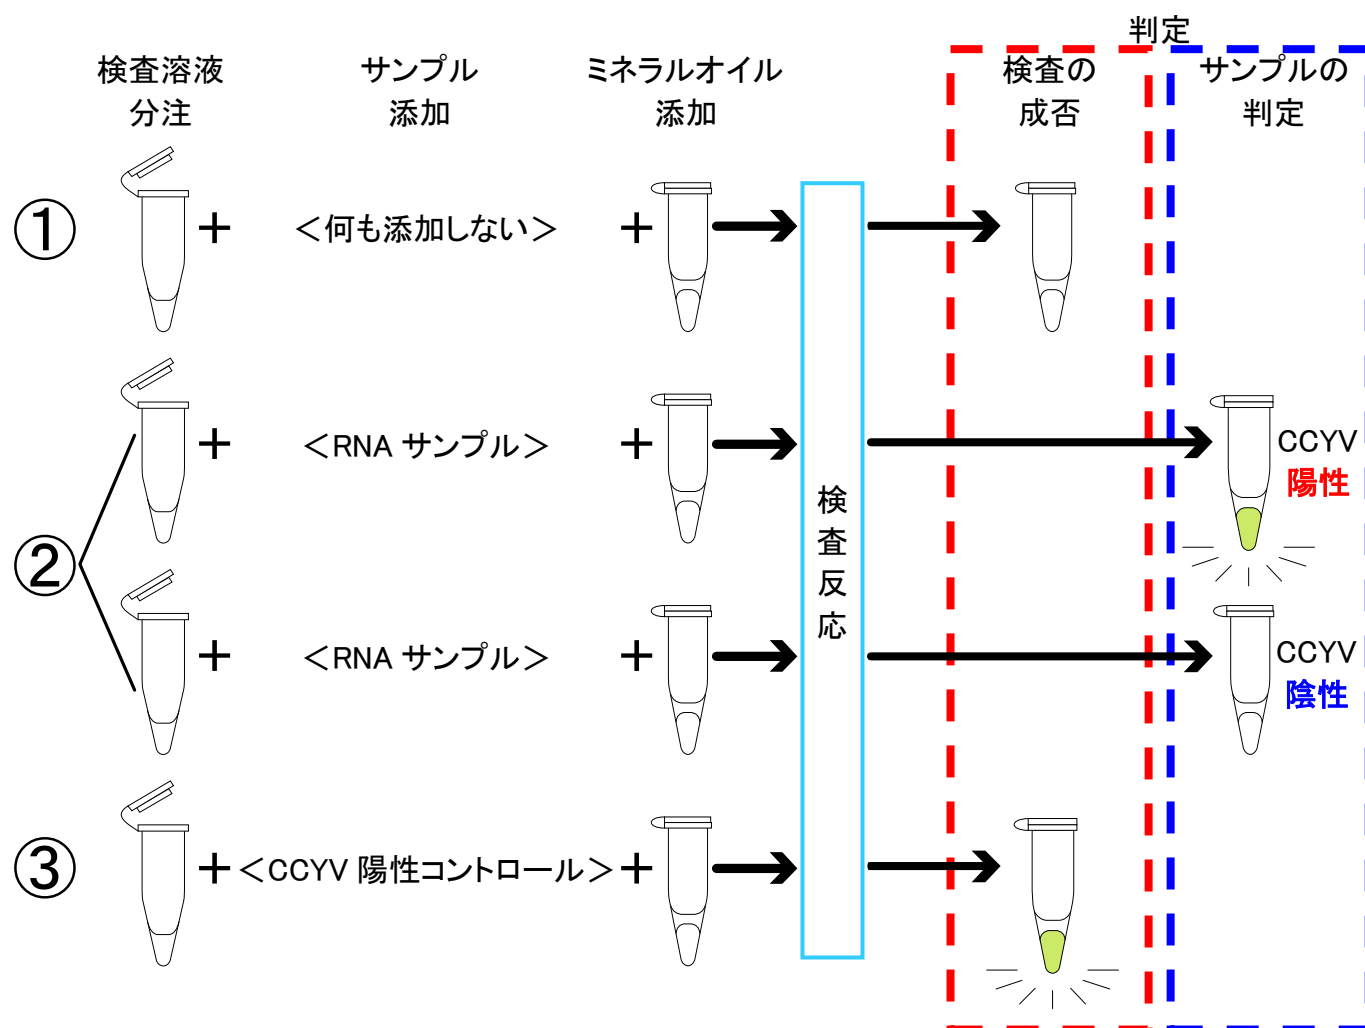 判定
検査溶液
分注
サンプル
添加
ミネラルオイル
添加
検査の
成否
サンプルの
判定
①
+
＜何も添加しない＞
+
②
+
＜RNA サンプル＞
+
CCYV
陽性
+
＜RNA サンプル＞
+
CCYV
陰性
検査反応
③
+
＜CCYV 陽性コントロール＞
+